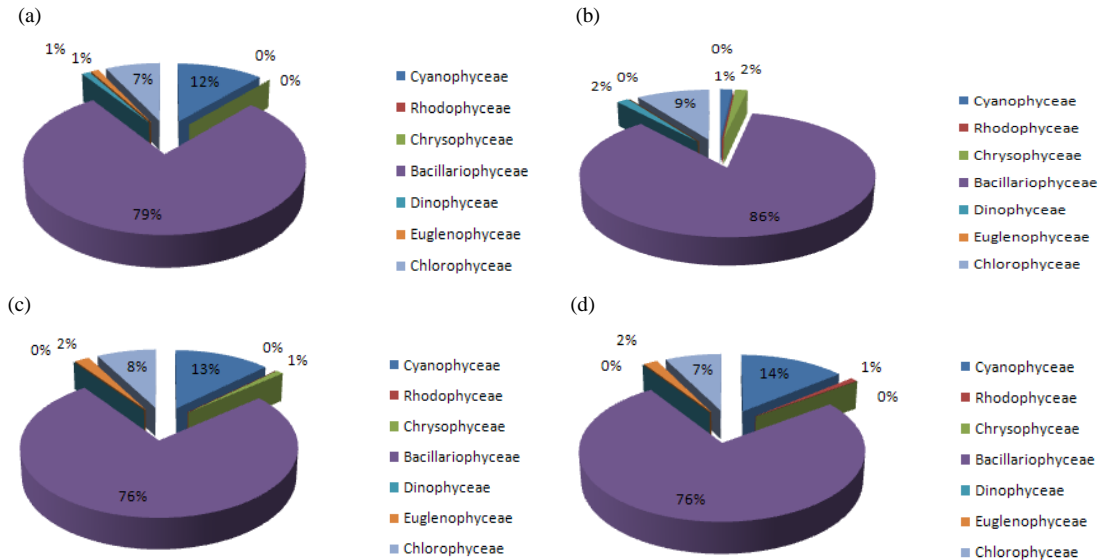 (a)
1%
1%
7%
12%
0%
0%
79%
Cyanophyceae
Rhodophyceae
Chrysophyceae
Bacillariophyceae
Dinophyceae
Euglenophyceae
Chlorophyceae
(b)
2%
0%
9%
0%
1%
2%
86%
Cyanophyceae
Rhodophyceae
Chrysophyceae
Bacillariophyceae
Dinophyceae
Euglenophyceae
Chlorophyceae
(c)
0%
2%
8%
13%
0%
1%
76%
Cyanophyceae
Rhodophyceae
Chrysophyceae
Bacillariophyceae
Dinophyceae
Euglenophyceae
Chlorophyceae
(d)
2%
0%
7%
14%
1%
0%
76%
Cyanophyceae
Rhodophyceae
Chrysophyceae
Bacillariophyceae
Dinophyceae
Euglenophyceae
Chlorophyceae